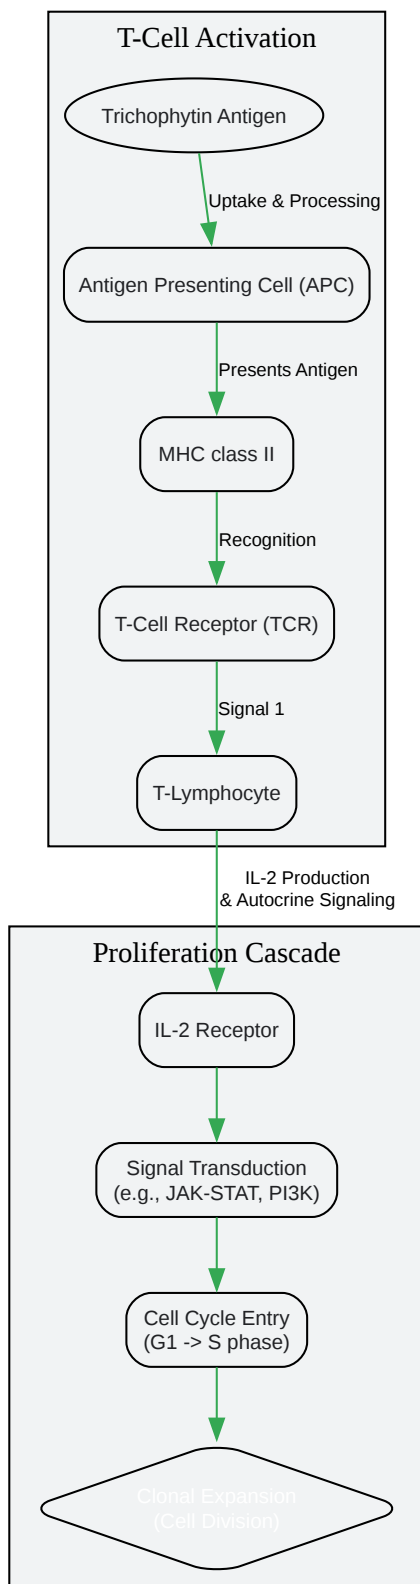 T-Cell Activation
Trichophytin Antigen
Uptake & Processing
Antigen Presenting Cell (APC)
Presents Antigen
MHC class II
Recognition
T-Cell Receptor (TCR)
Signal 1
T-Lymphocyte
IL-2 Production
& Autocrine Signaling
Proliferation Cascade
IL-2 Receptor
Signal Transduction
(e.g., JAK-STAT, PI3K)
Cell Cycle Entry
(G1 -> S phase)
Clonal Expansion
(Cell Division)